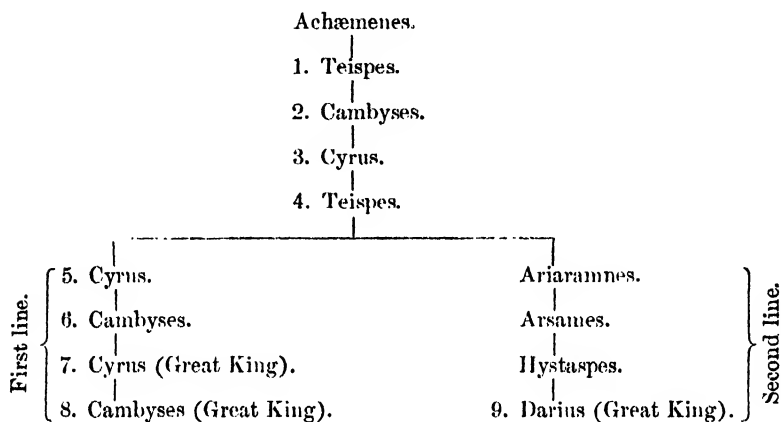 Achæmenes.
1. Teispes.
2. Cambyses.
3. Cyrus.
4. Teispes.
First line.
5. Cyrus.
6. Cambyses.
7. Cyrus (Great King).
8. Cambyses (Great King).
Ariaramnes.
Arsames.
Hystaspes.
9. Darius (Great King).
Second line.